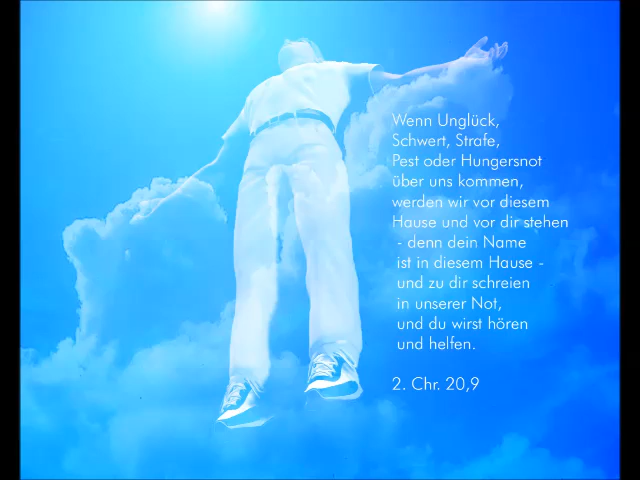 Wenn Unglück,
Schwert, Strafe,
Pest oder Hungersnot
über uns kommen,
werden wir vor diesem
Hause und vor dir stehen
- denn dein Name
ist in diesem Hause -
und zu dir schreien
in unserer Not,
und du wirst hören
und helfen.
2. Chr. 20,9